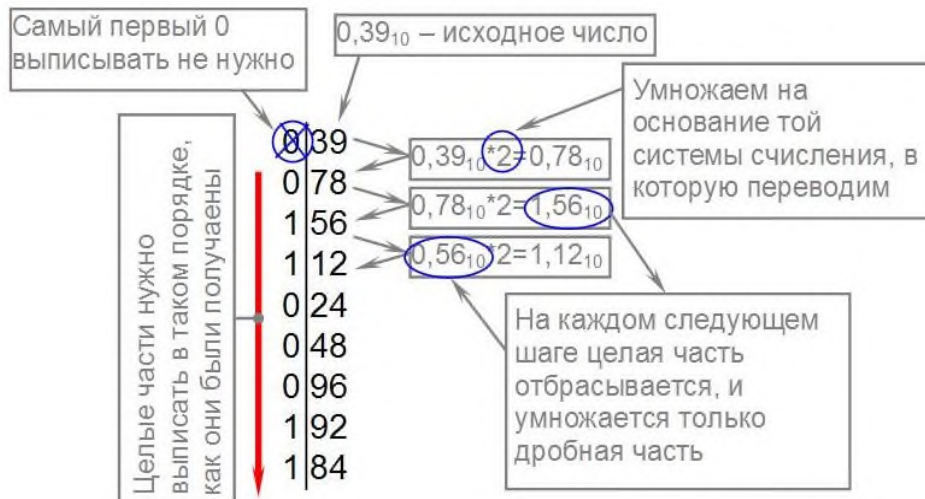 Самый первый 0
выписывать не нужно
0,39₁₀ – исходное число
Умножаем на
основание той
системы счисления, в
которую переводим
Целые части нужно
выписать в таком порядке,
как они были получаены
0 39
0 78
1 56
1 12
0 24
0 48
0 96
1 92
1 84
0,39₁₀*2=0,78₁₀
0,78₁₀*2=1,56₁₀
0,56₁₀*2=1,12₁₀
На каждом следующем
шаге целая часть
отбрасывается, и
умножается только
дробная часть